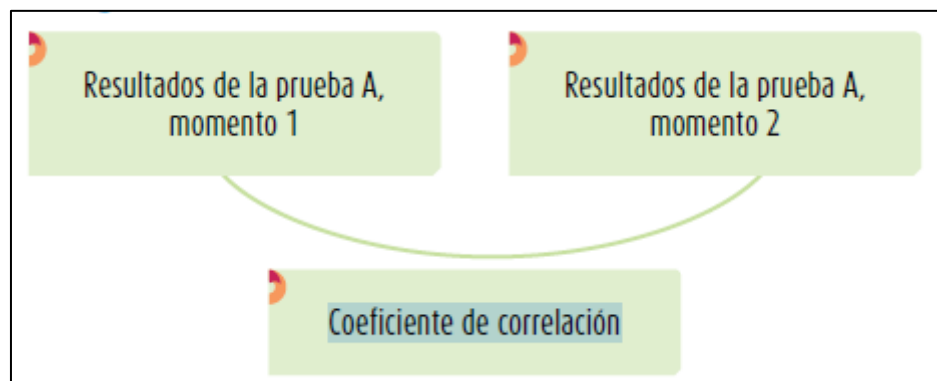 Resultados de la prueba A,
momento 1
Resultados de la prueba A,
momento 2
Coeficiente de correlación